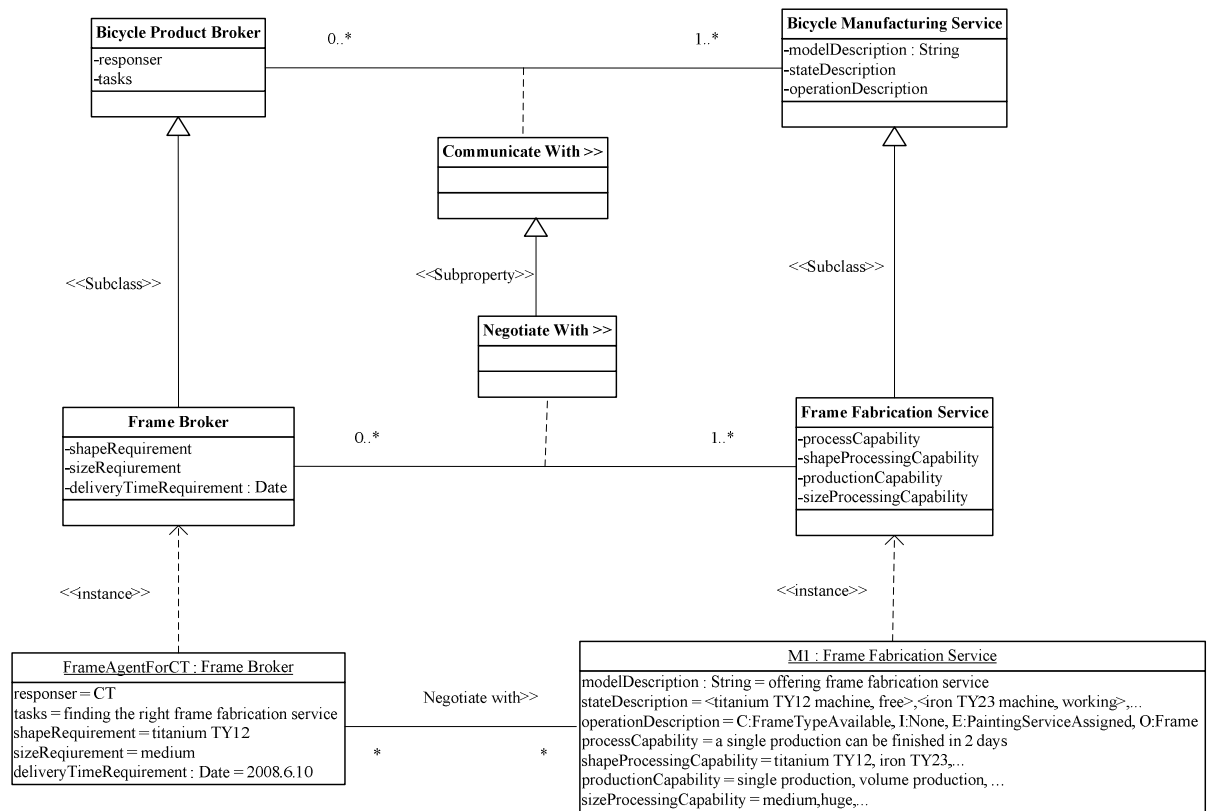 Bicycle Product Broker
-responser
-tasks
0..*
1..*
Bicycle Manufacturing Service
-modelDescription : String
-stateDescription
-operationDescription
Communicate With >>
<<Subclass>>
<<Subproperty>>
<<Subclass>>
Negotiate With >>
Frame Broker
-shapeRequirement
-sizeReqiurement
-deliveryTimeRequirement : Date
0..*
1..*
Frame Fabrication Service
-processCapability
-shapeProcessingCapability
-productionCapability
-sizeProcessingCapability
<<instance>>
<<instance>>
FrameAgentForCT : Frame Broker
responser = CT
tasks = finding the right frame fabrication service
shapeRequirement = titanium TY12
sizeReqiurement = medium
deliveryTimeRequirement : Date = 2008.6.10
Negotiate with>>
*
*
M1 : Frame Fabrication Service
modelDescription : String = offering frame fabrication service
stateDescription = <titanium TY12 machine, free>,<iron TY23 machine, working>,...
operationDescription = C:FrameTypeAvailable, I:None, E:PaintingServiceAssigned, O:Frame
processCapability = a single production can be finished in 2 days
shapeProcessingCapability = titanium TY12, iron TY23,...
productionCapability = single production, volume production, ...
sizeProcessingCapability = medium,huge,...